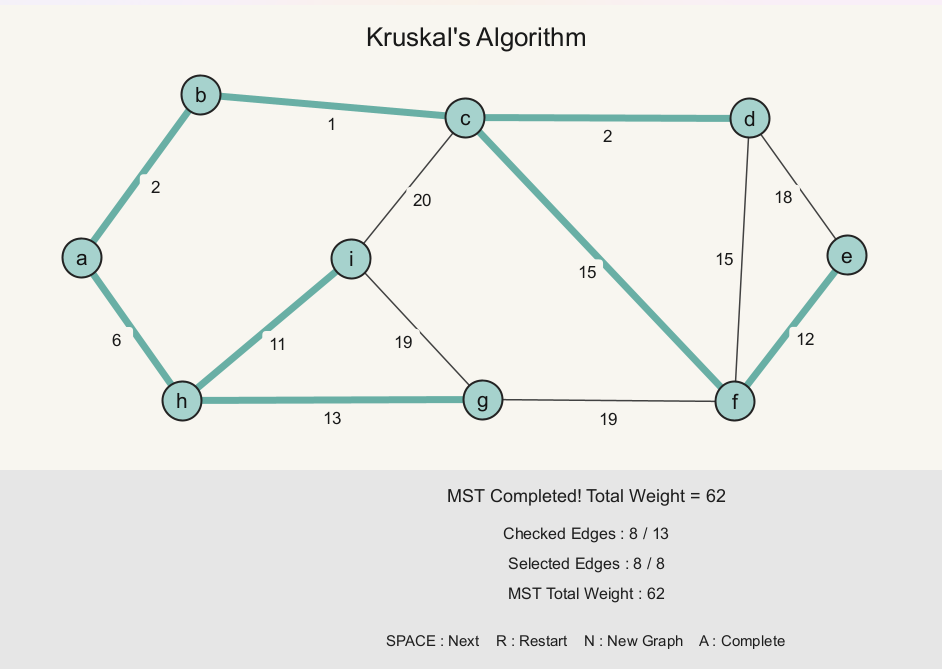 Kruskal's Algorithm
b
c
d
1
2
2
18
20
a
i
e
15
15
6
11
19
12
h
g
f
13
19
MST Completed! Total Weight = 62
Checked Edges : 8 / 13
Selected Edges : 8 / 8
MST Total Weight : 62
SPACE : Next R : Restart N : New Graph A : Complete